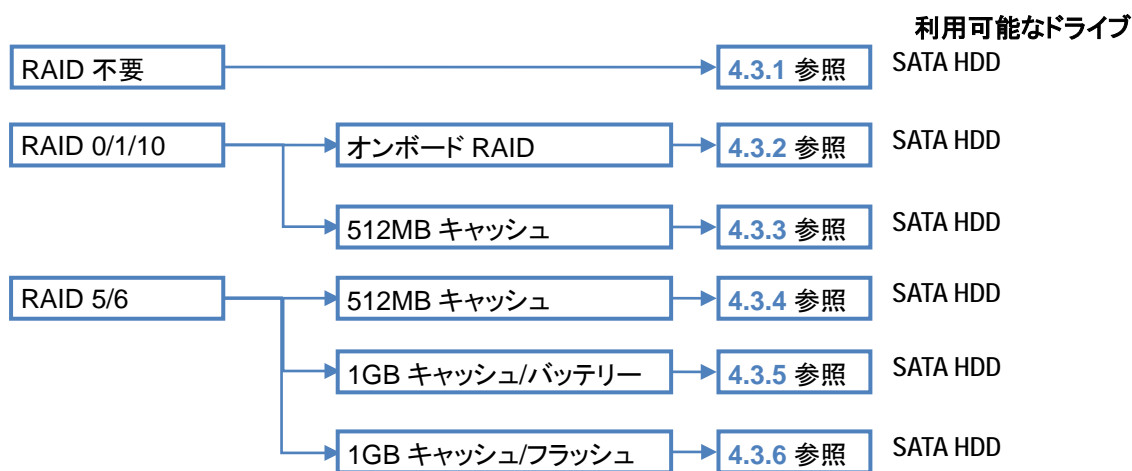 利用可能なドライブ
RAID 不要 4.3.1 参照 SATA HDD
RAID 0/1/10 オンボード RAID 4.3.2 参照 SATA HDD
512MB キャッシュ 4.3.3 参照 SATA HDD
RAID 5/6 512MB キャッシュ 4.3.4 参照 SATA HDD
1GB キャッシュ/バッテリー 4.3.5 参照 SATA HDD
1GB キャッシュ/フラッシュ 4.3.6 参照 SATA HDD